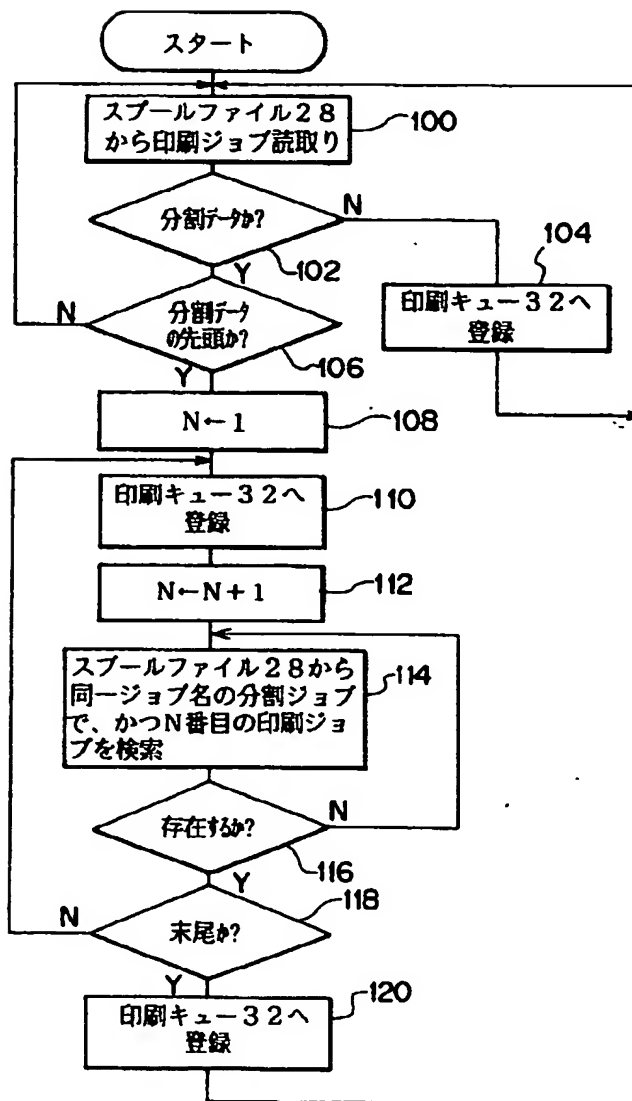 スタート
スプールファイル28
から印刷ジョブ読取り
100
分割データか?
N
102
Y
104
印刷キュー32へ
登録
分割データ
の先頭か?
N
106
Y
N←1
108
印刷キュー32へ
登録
110
N←N+1
112
スプールファイル28から
同一ジョブ名の分割ジョブ
で、かつN番目の印刷ジョ
ブを検索
114
存在するか?
N
116
Y
118
末尾か?
N
Y
120
印刷キュー32へ
登録